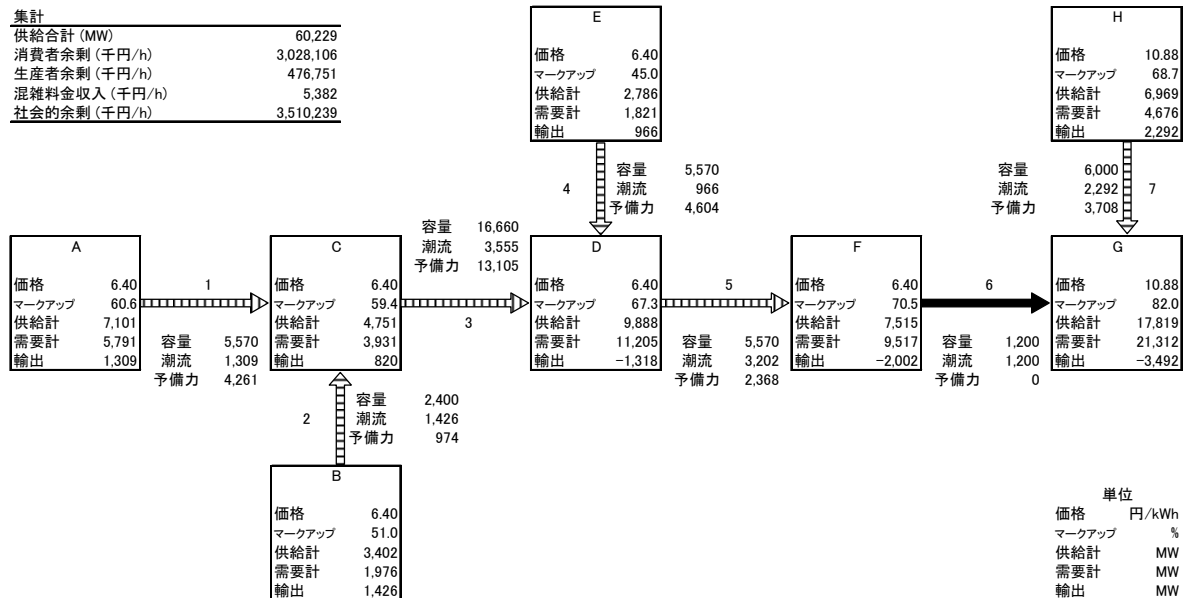 集計
供給合計 (MW) 60,229
消費者余剰 (千円/h) 3,028,106
生産者余剰 (千円/h) 476,751
混雑料金収入 (千円/h) 5,382
社会的余剰 (千円/h) 3,510,239
E
価格 6.40
マークアップ 45.0
供給計 2,786
需要計 1,821
輸出 966
H
価格 10.88
マークアップ 68.7
供給計 6,969
需要計 4,676
輸出 2,292
4
容量 5,570
潮流 966
予備力 4,604
容量 6,000
潮流 2,292
予備力 3,708
7
容量 16,660
潮流 3,555
予備力 13,105
3
A
価格 6.40
マークアップ 60.6
供給計 7,101
需要計 5,791
輸出 1,309
1
容量 5,570
潮流 1,309
予備力 4,261
C
価格 6.40
マークアップ 59.4
供給計 4,751
需要計 3,931
輸出 820
D
価格 6.40
マークアップ 67.3
供給計 9,888
需要計 11,205
輸出 -1,318
5
容量 5,570
潮流 3,202
予備力 2,368
F
価格 6.40
マークアップ 70.5
供給計 7,515
需要計 9,517
輸出 -2,002
6
容量 1,200
潮流 1,200
予備力 0
G
価格 10.88
マークアップ 82.0
供給計 17,819
需要計 21,312
輸出 -3,492
2
容量 2,400
潮流 1,426
予備力 974
B
価格 6.40
マークアップ 51.0
供給計 3,402
需要計 1,976
輸出 1,426
単位
価格 円/kWh
マークアップ %
供給計 MW
需要計 MW
輸出 MW